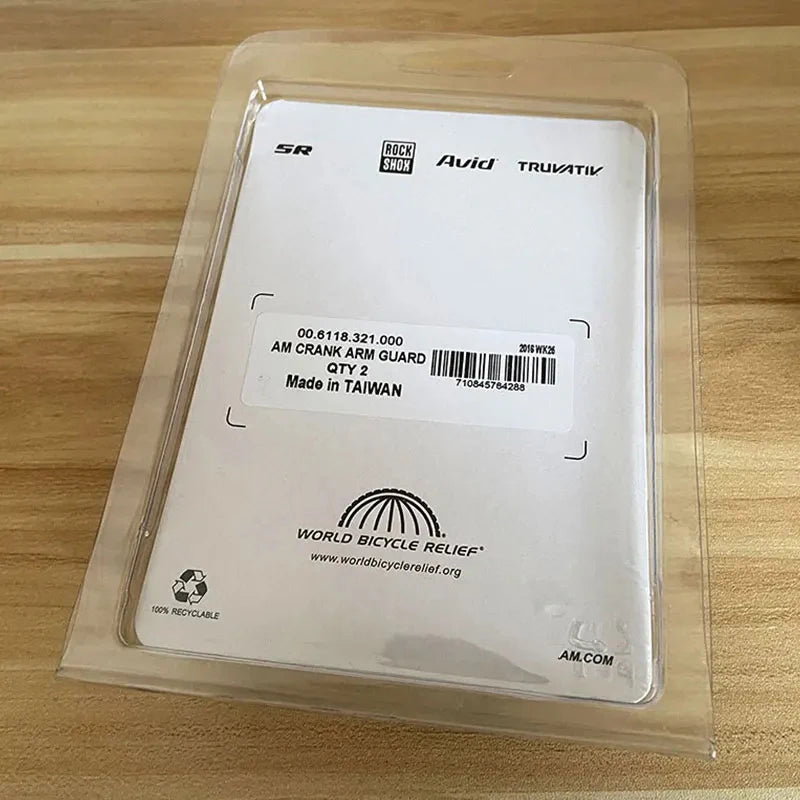 SR
ROCK
SHOX
Avid
TRUVATIV
00.6118.321.000
AM CRANK ARM GUARD
QTY 2
Made in TAIWAN
2016 WK26
710845764288
WORLD BICYCLE RELIEF®
www.worldbicyclerelief.org
100% RECYCLABLE
.AM.COM